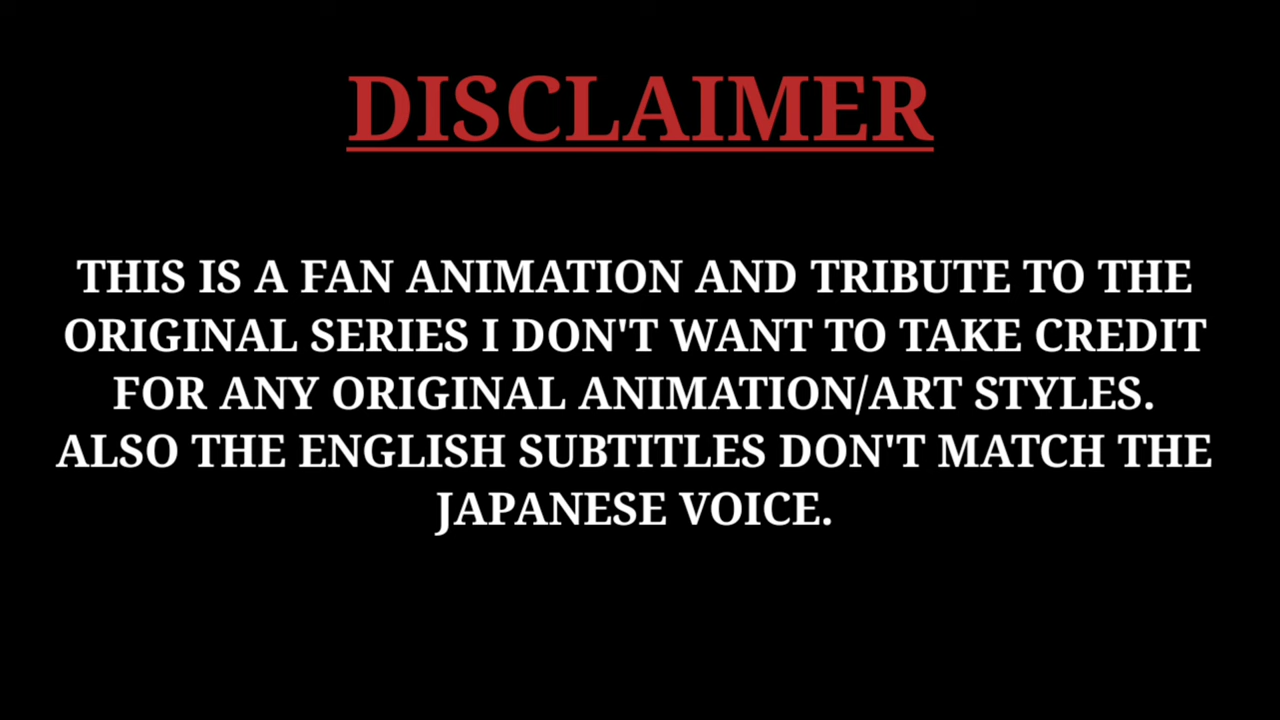 DISCLAIMER
THIS IS A FAN ANIMATION AND TRIBUTE TO THE
ORIGINAL SERIES I DON'T WANT TO TAKE CREDIT
FOR ANY ORIGINAL ANIMATION/ART STYLES.
ALSO THE ENGLISH SUBTITLES DON'T MATCH THE
JAPANESE VOICE.